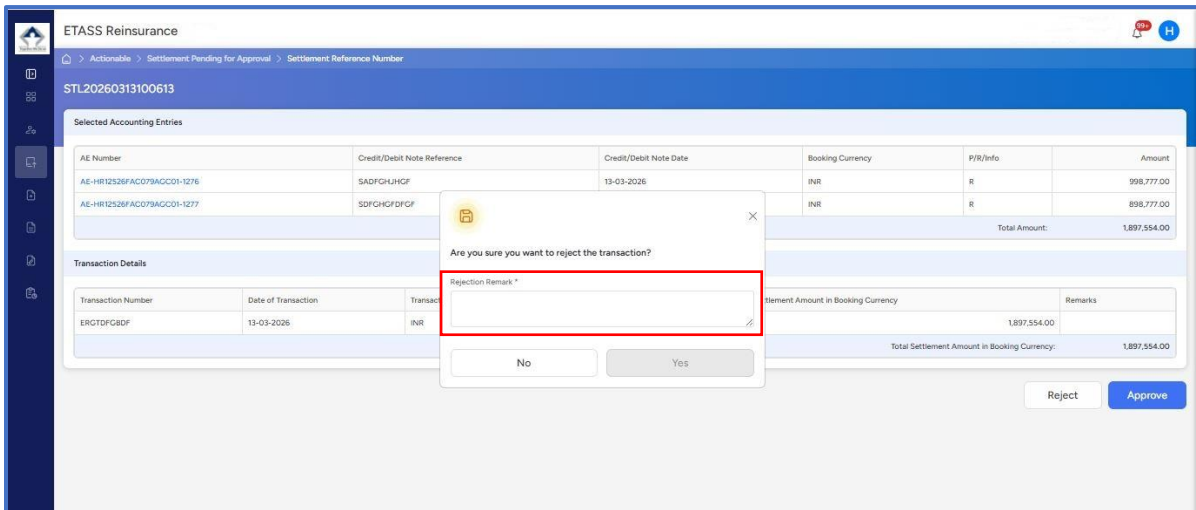 ETASS Reinsurance
99+
H
> Actionable > Settlement Pending for Approval > Settlement Reference Number
STL20260313100613
Selected Accounting Entries
AE Number Credit/Debit Note Reference Credit/Debit Note Date Booking Currency P/R/Info Amount
AE-HR12526FAC079AGC01-1276 SADFGHJHGF 13-03-2026 INR R 998,777.00
AE-HR12526FAC079AGC01-1277 SDFGHGFDFGF INR R 898,777.00
Total Amount: 1,897,554.00
Are you sure you want to reject the transaction?
Rejection Remark *
No Yes
Transaction Details
Transaction Number Date of Transaction Transact tlement Amount in Booking Currency Remarks
ERGTDFGBDF 13-03-2026 INR 1,897,554.00
Total Settlement Amount in Booking Currency: 1,897,554.00
Reject Approve